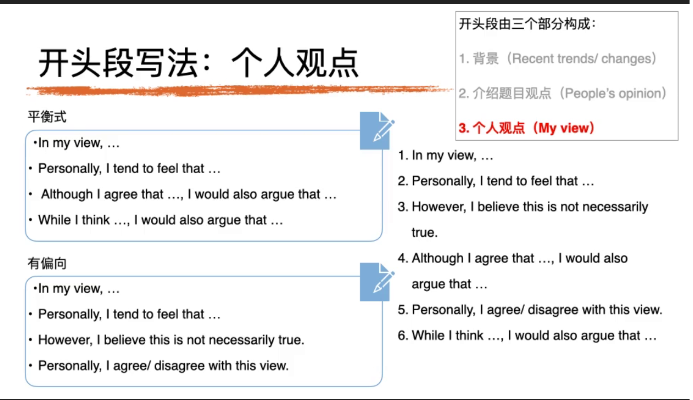 开头段写法：个人观点
开头段由三个部分构成：
1. 背景（Recent trends/ changes）
2. 介绍题目观点（People's opinion）
3. 个人观点（My view）
平衡式
•In my view, …
• Personally, I tend to feel that …
• Although I agree that …, I would also argue that …
• While I think …, I would also argue that …
有偏向
•In my view, …
• Personally, I tend to feel that …
• However, I believe this is not necessarily true.
• Personally, I agree/ disagree with this view.
1. In my view, …
2. Personally, I tend to feel that …
3. However, I believe this is not necessarily
true.
4. Although I agree that …, I would also
argue that …
5. Personally, I agree/ disagree with this view.
6. While I think …, I would also argue that …